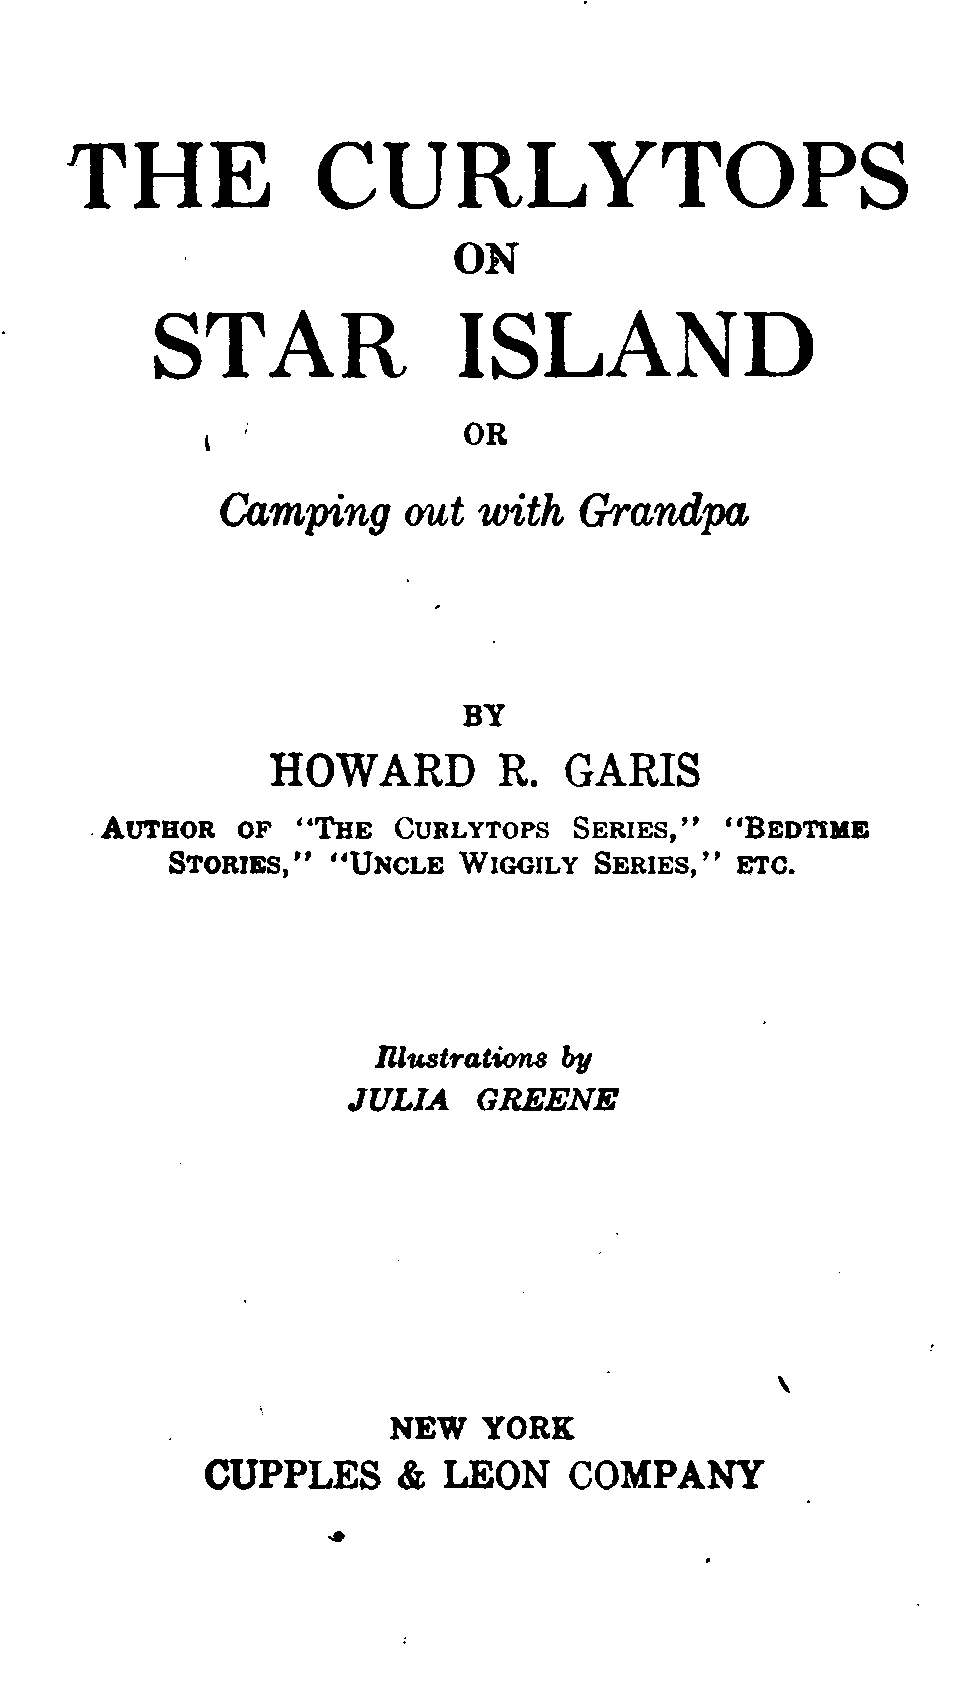 THE CURLYTOPS
ON
STAR ISLAND
OR
Camping out with Grandpa
BY
HOWARD R. GARIS
AUTHOR OF "THE CURLYTOPS SERIES," "BEDTIME
STORIES," "UNCLE WIGGILY SERIES," ETC.
Illustrations by
JULIA GREENE
NEW YORK
CUPPLES & LEON COMPANY